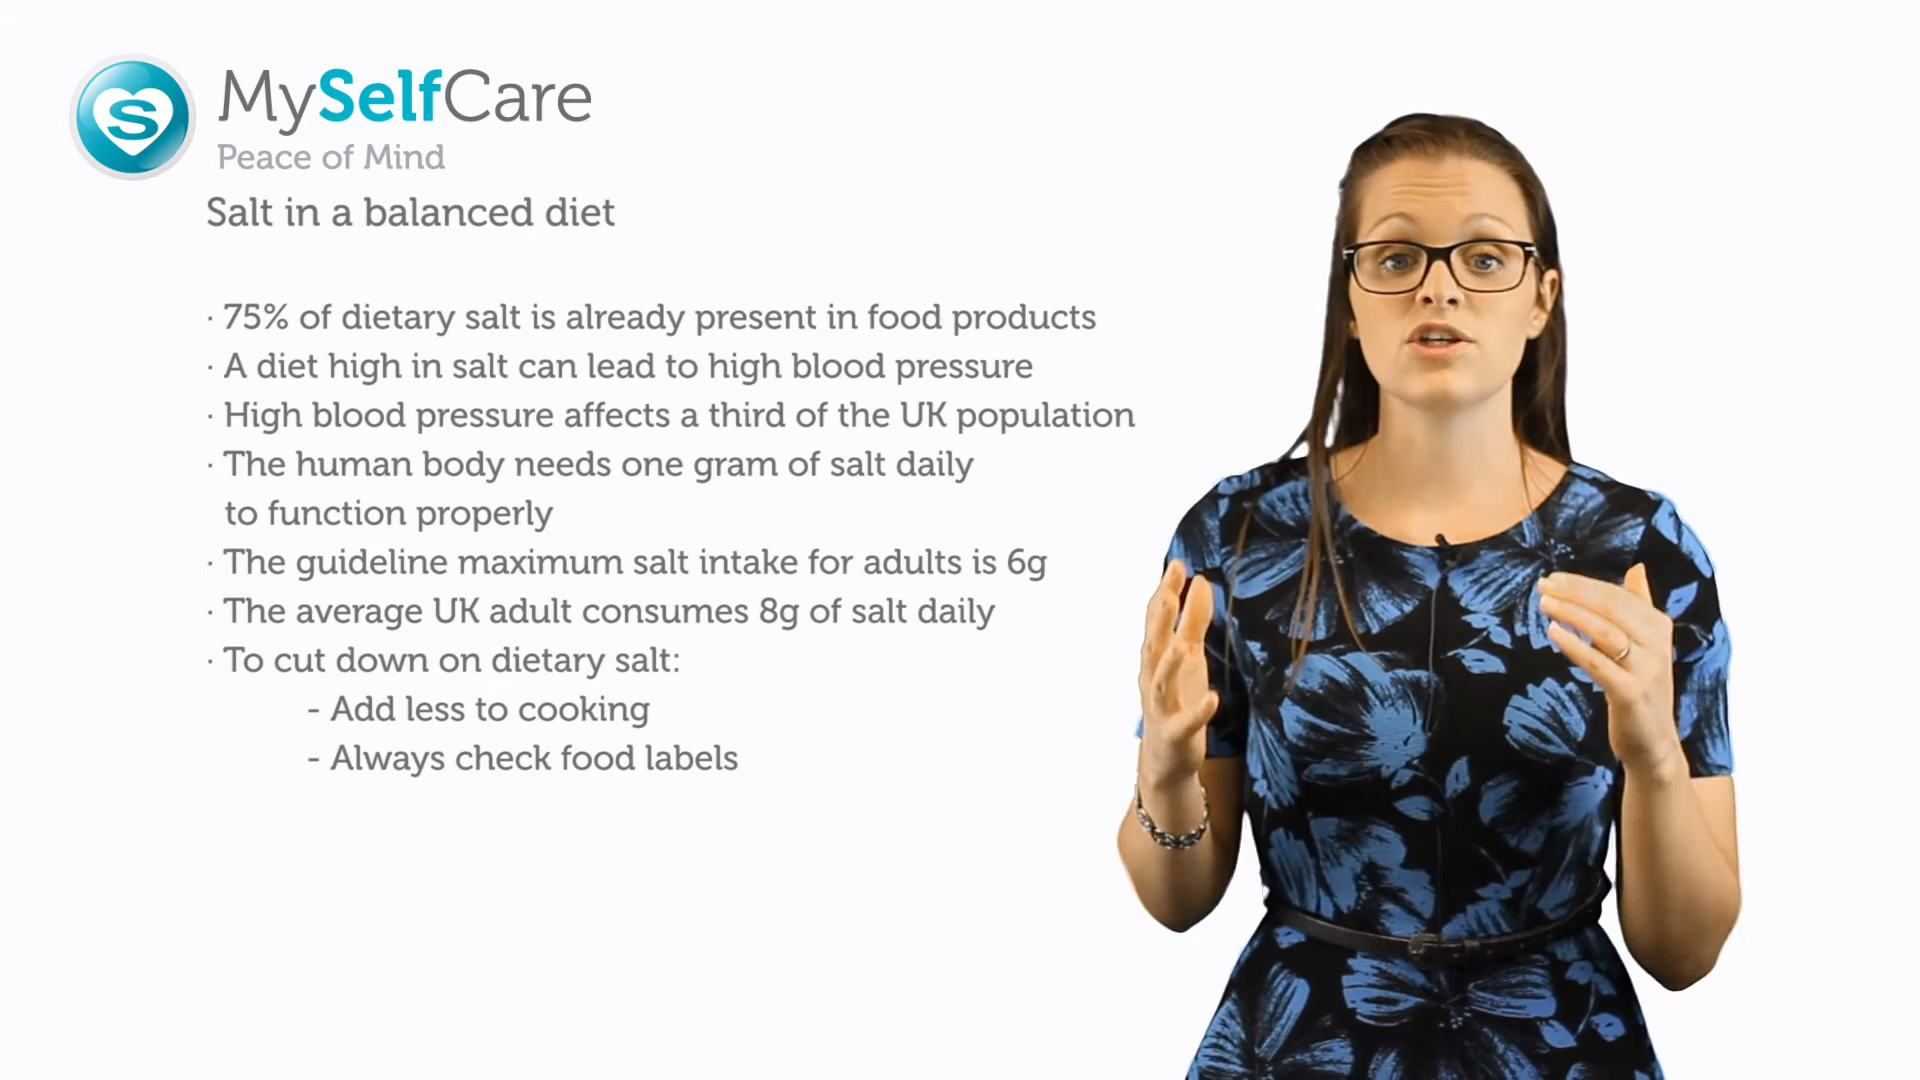 S
MySelfCare
Peace of Mind
Salt in a balanced diet
· 75% of dietary salt is already present in food products
· A diet high in salt can lead to high blood pressure
· High blood pressure affects a third of the UK population
· The human body needs one gram of salt daily
to function properly
· The guideline maximum salt intake for adults is 6g
· The average UK adult consumes 8g of salt daily
· To cut down on dietary salt:
- Add less to cooking
- Always check food labels